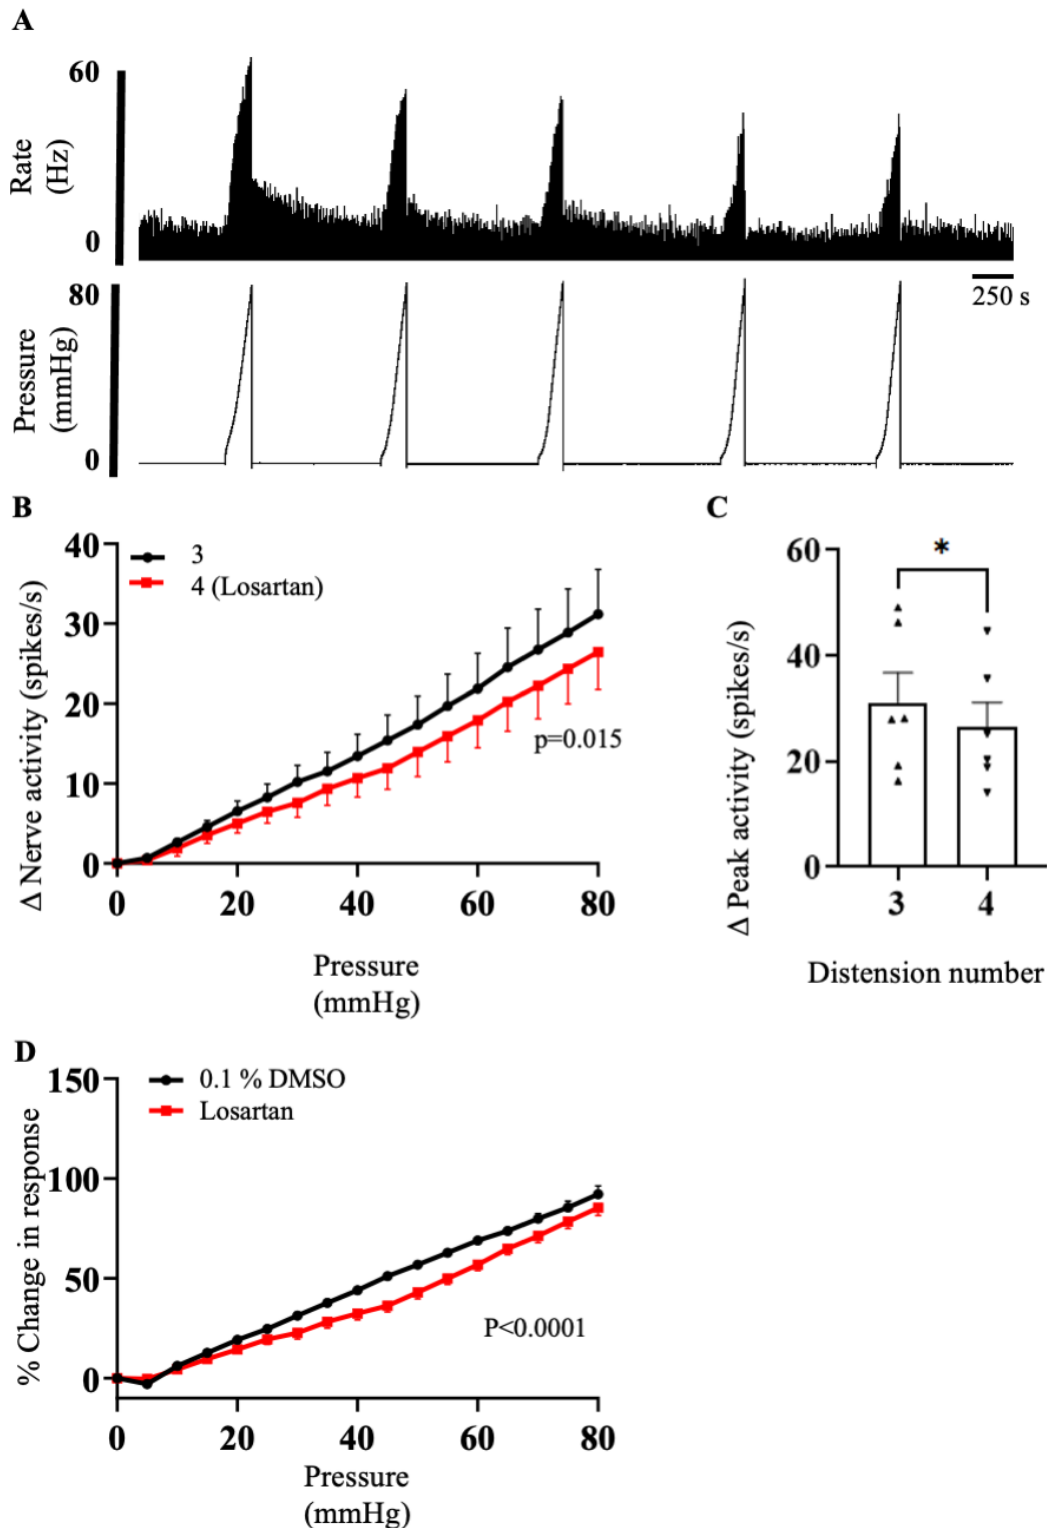 A
60
Rate
(Hz)
0
250 s
80
Pressure
(mmHg)
0
B
40
30
20
10
0
Δ Nerve activity (spikes/s)
3
4 (Losartan)
p=0.015
0 20 40 60 80
Pressure
(mmHg)
C
60
40
20
0
Δ Peak activity (spikes/s)
*
3 4
Distension number
D
150
100
50
0
% Change in response
0.1 % DMSO
Losartan
P<0.0001
0 20 40 60 80
Pressure
(mmHg)